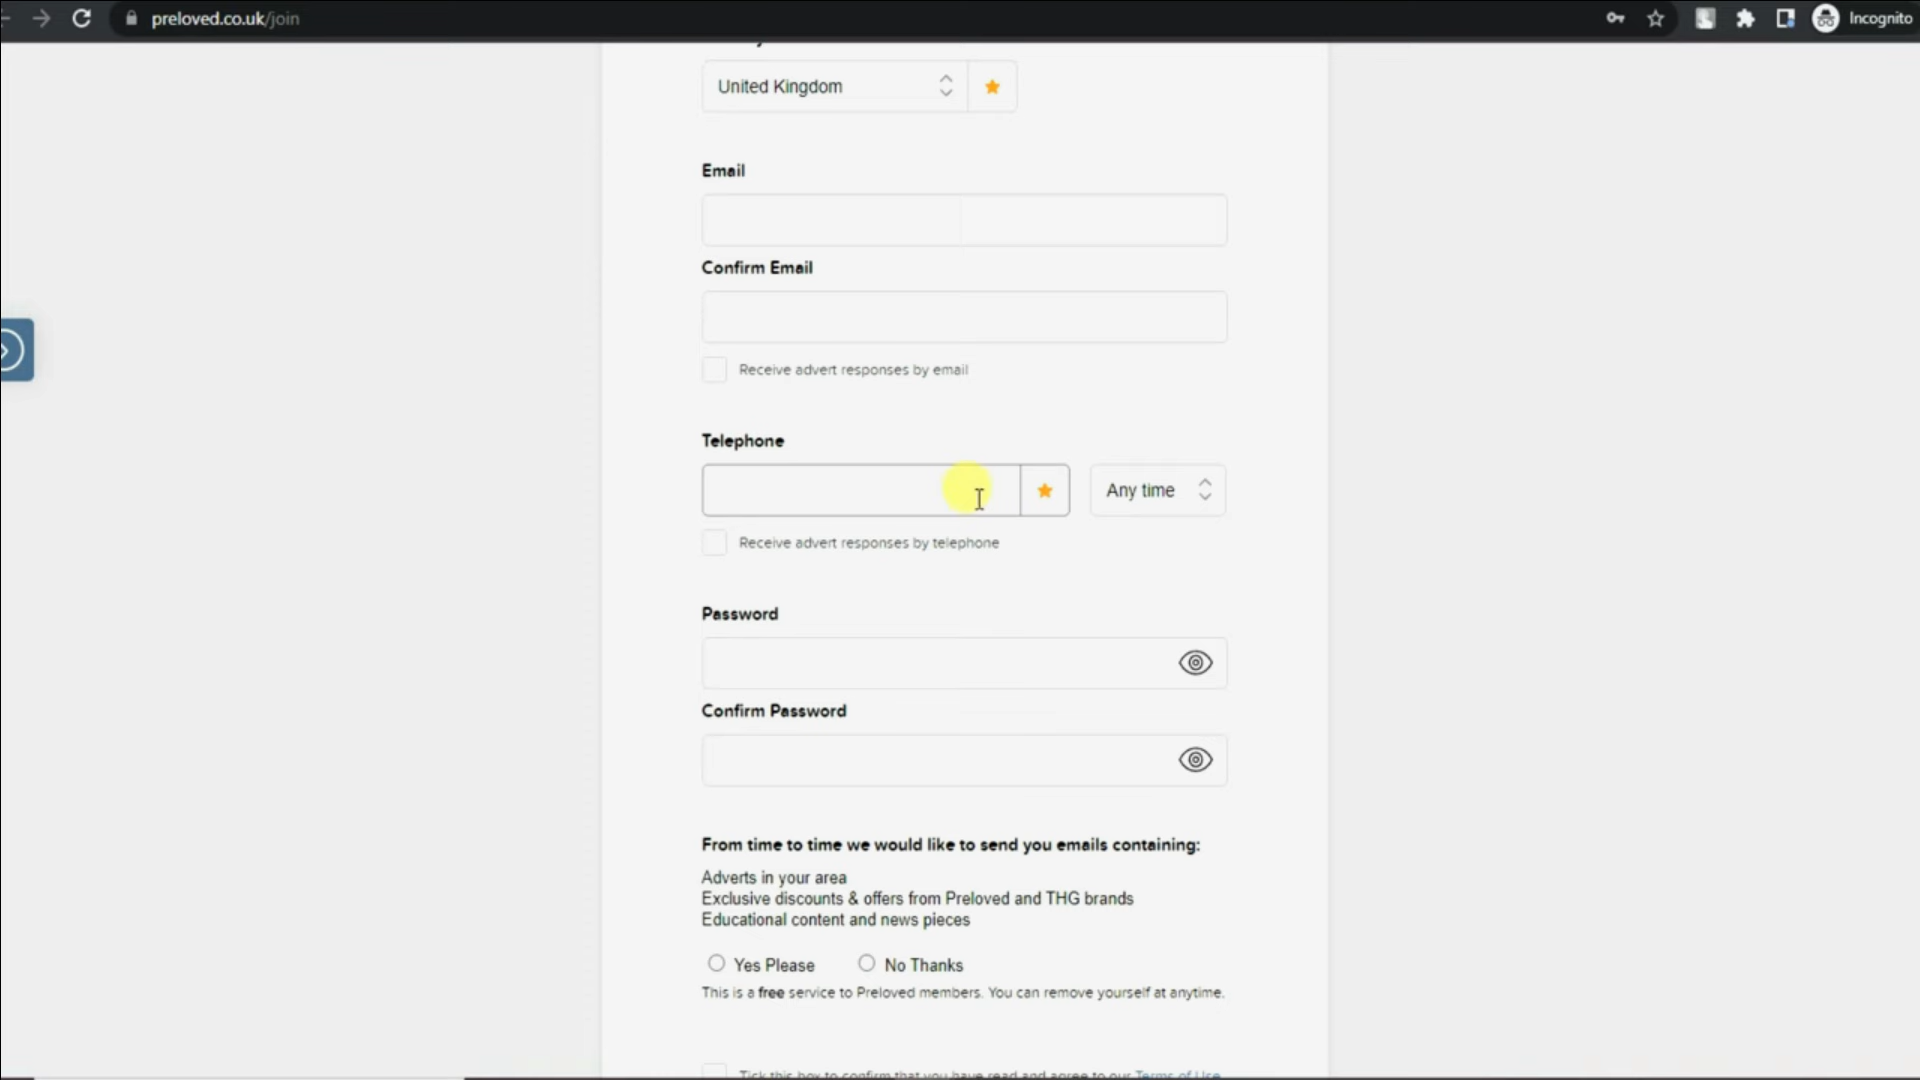 preloved.co.uk/join
Incognito
United Kingdom
Email
Confirm Email
Receive advert responses by email
Telephone
Any time
Receive advert responses by telephone
Password
Confirm Password
From time to time we would like to send you emails containing:
Adverts in your area
Exclusive discounts & offers from Preloved and THG brands
Educational content and news pieces
Yes Please
No Thanks
This is a free service to Preloved members. You can remove yourself at anytime.
Tick this box to confirm that you have read and agree to our Terms of Use